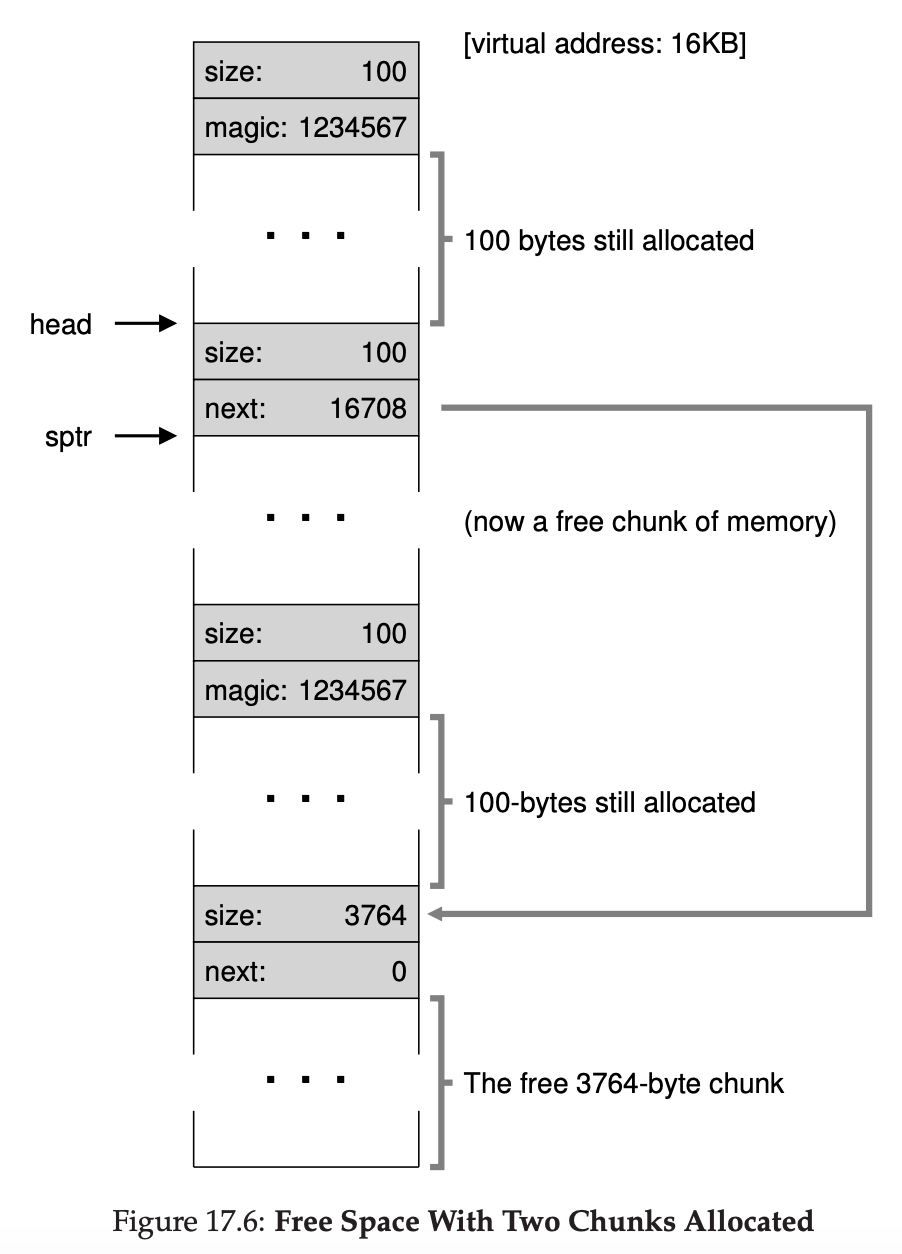 [virtual address: 16KB]
size: 100
magic: 1234567
. . .
100 bytes still allocated
head
size: 100
next: 16708
sptr
. . .
(now a free chunk of memory)
size: 100
magic: 1234567
. . .
100-bytes still allocated
size: 3764
next: 0
. . .
The free 3764-byte chunk
Figure 17.6: Free Space With Two Chunks Allocated